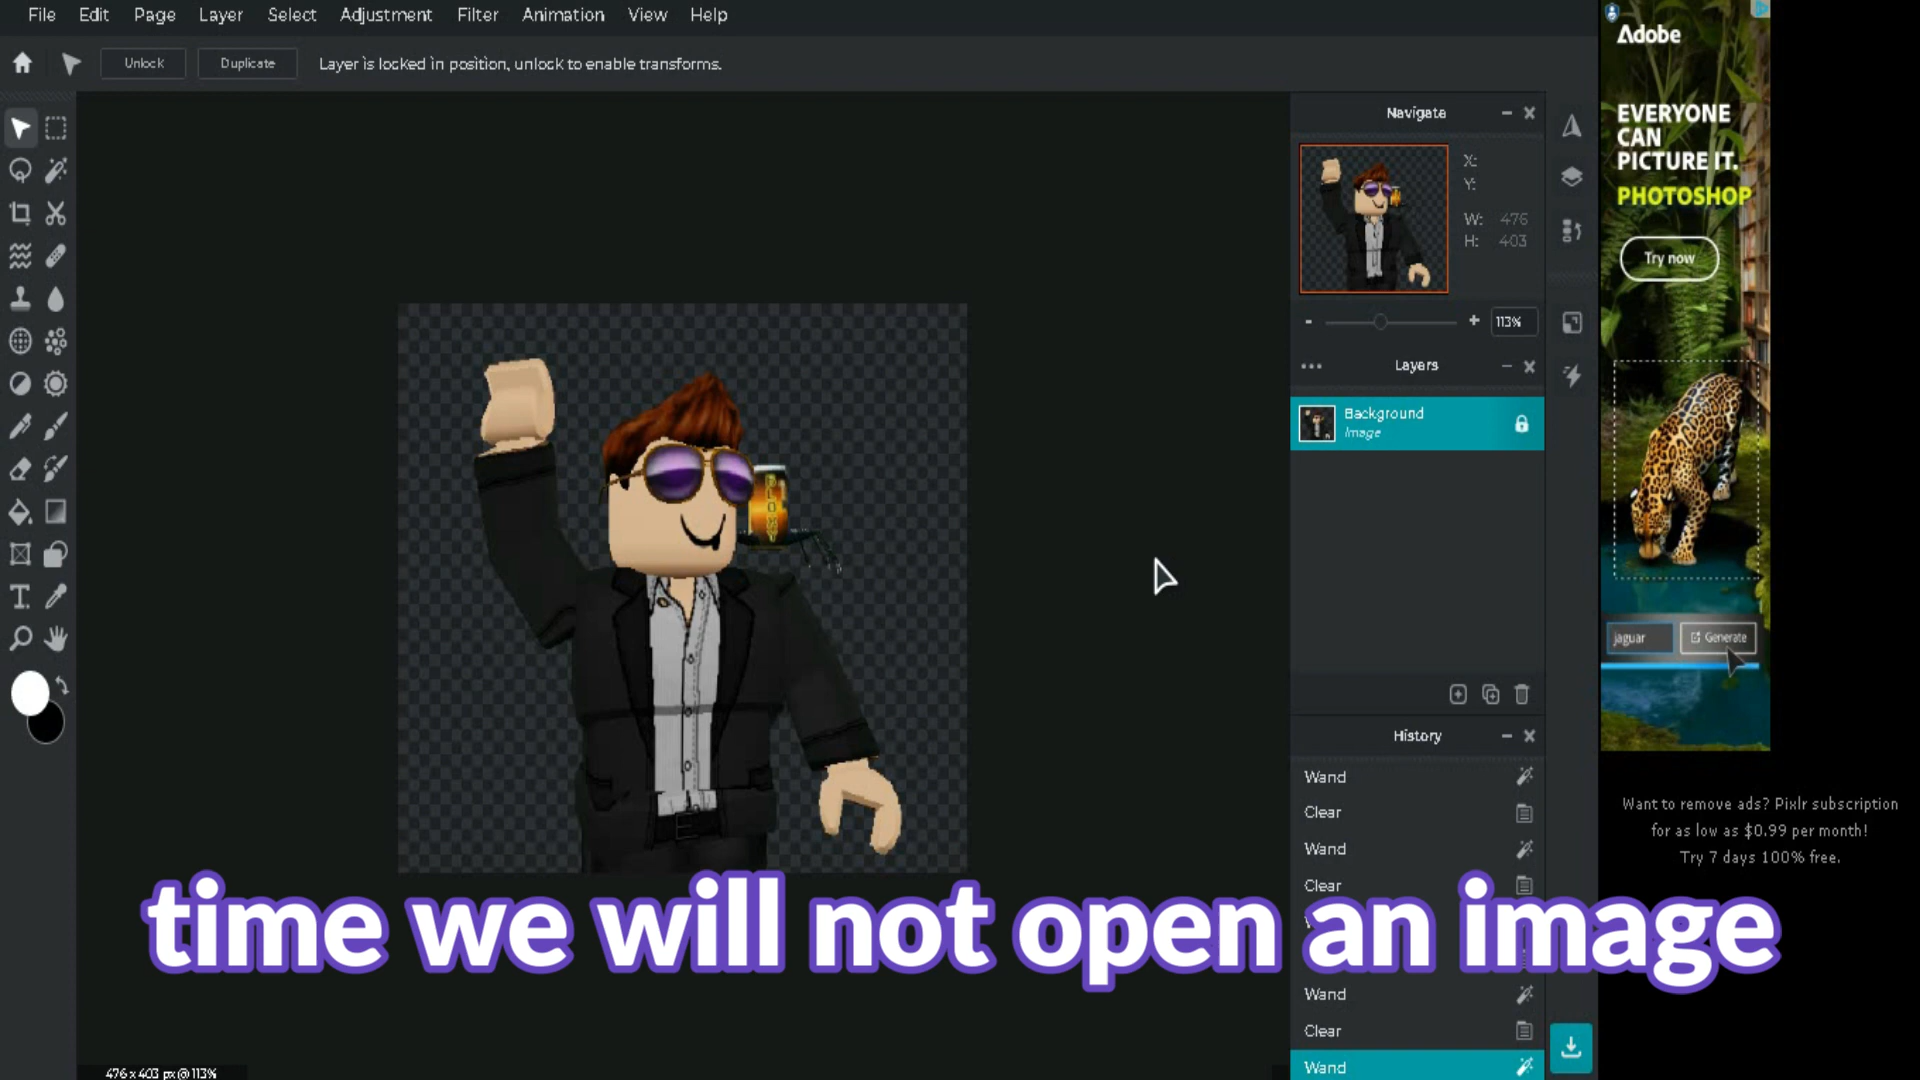 File Edit Page Layer Select Adjustment Filter Animation View Help
Unlock Duplicate Layer is locked in position, unlock to enable transforms.
Navigate
X:
Y:
W: 476
H: 403
113%
Layers
Background
Image
BLOXY
History
Wand
Clear
Wand
Clear
Wand
Clear
Wand
476 x 403 px @ 113%
time we will not open an image
Adobe
EVERYONE
CAN
PICTURE IT.
PHOTOSHOP
Try now
jaguar Generate
Want to remove ads? Pixlr subscription
for as low as $0.99 per month!
Try 7 days 100% free.